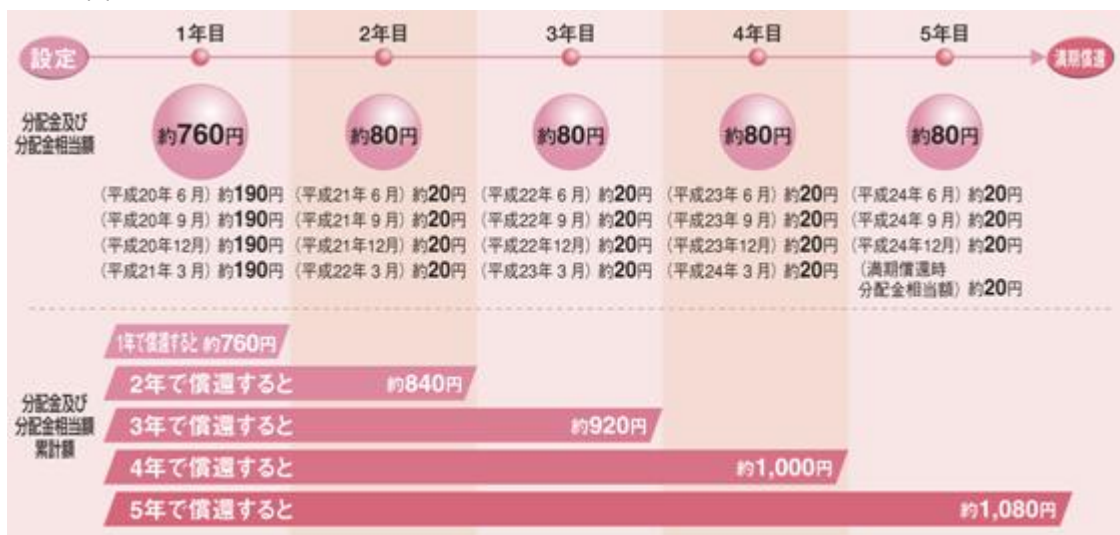 1年目 2年目 3年目 4年目 5年目
設定
満期償還
分配金及び
分配金相当額
約760円 約80円 約80円 約80円 約80円
(平成20年6月) 約190円 (平成21年6月) 約20円 (平成22年6月) 約20円 (平成23年6月) 約20円 (平成24年6月) 約20円
(平成20年9月) 約190円 (平成21年9月) 約20円 (平成22年9月) 約20円 (平成23年9月) 約20円 (平成24年9月) 約20円
(平成20年12月) 約190円 (平成21年12月) 約20円 (平成22年12月) 約20円 (平成23年12月) 約20円 (平成24年12月) 約20円
(平成21年3月) 約190円 (平成22年3月) 約20円 (平成23年3月) 約20円 (平成24年3月) 約20円 (満期償還時
分配金相当額) 約20円
分配金及び
分配金相当額
累計額
1年で償還すると 約760円
2年で償還すると 約840円
3年で償還すると 約920円
4年で償還すると 約1,000円
5年で償還すると 約1,080円